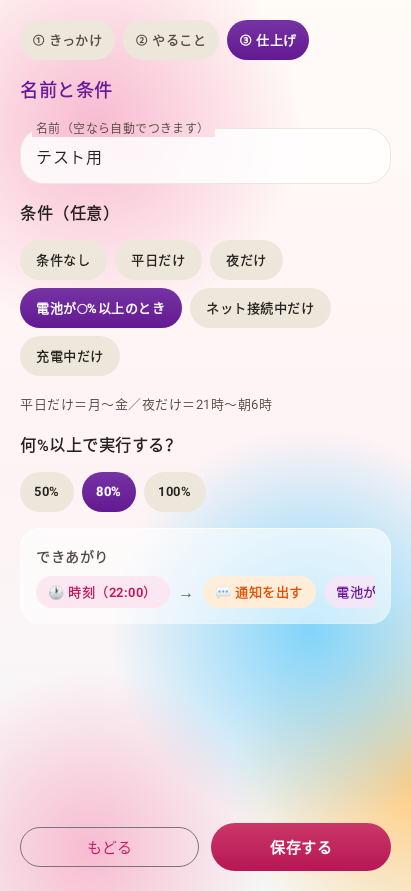 ① きっかけ ② やること ③ 仕上げ
名前と条件
名前（空なら自動でつきます）
テスト用
条件（任意）
条件なし 平日だけ 夜だけ
電池が○%以上のとき ネット接続中だけ
充電中だけ
平日だけ＝月〜金／夜だけ＝21時〜朝6時
何%以上で実行する?
50% 80% 100%
できあがり
時刻（22:00） → 通知を出す 電池が
もどる 保存する